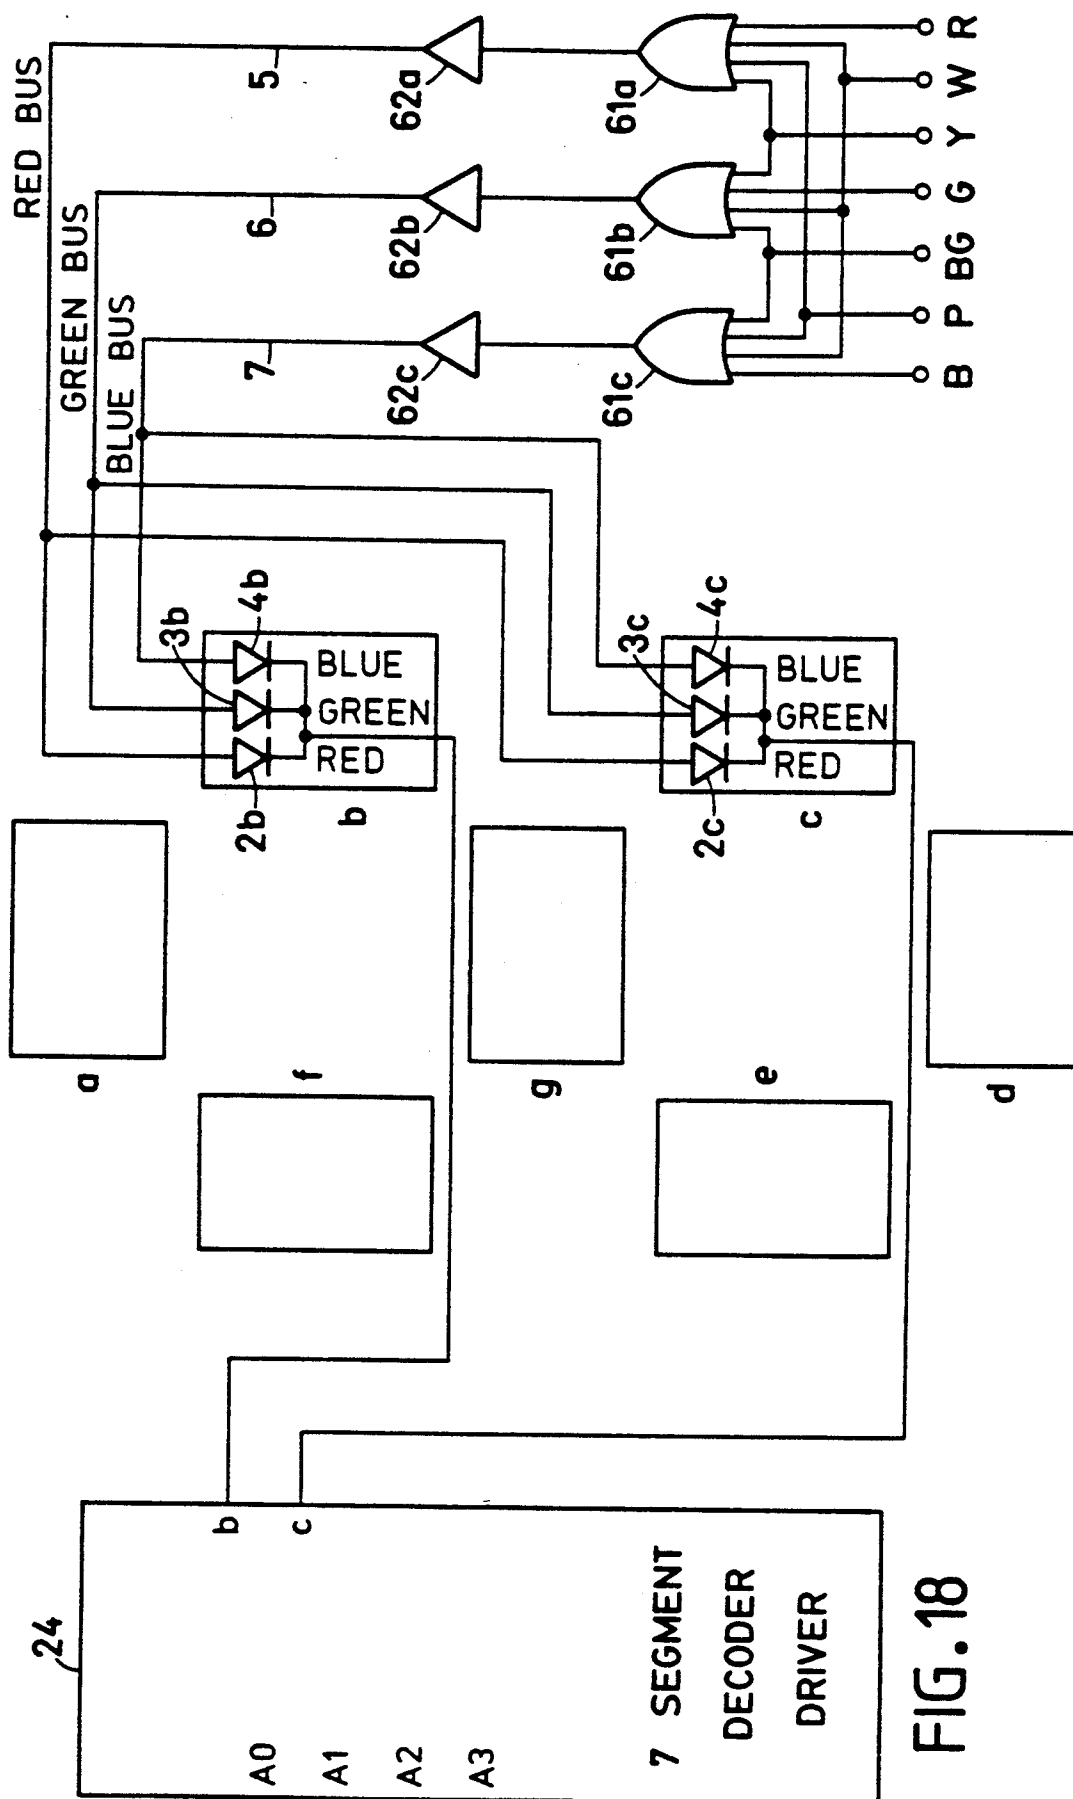 24
A0
A1
A2
A3
b
c
7 SEGMENT
DECODER
DRIVER
a
f
g
e
d
RED BUS
GREEN BUS
BLUE BUS
2b
3b
4b
BLUE
GREEN
RED
b
2c
3c
4c
BLUE
GREEN
RED
c
5
6
7
62a
62b
62c
61a
61b
61c
B
P
BG
G
Y
W
R
FIG.18